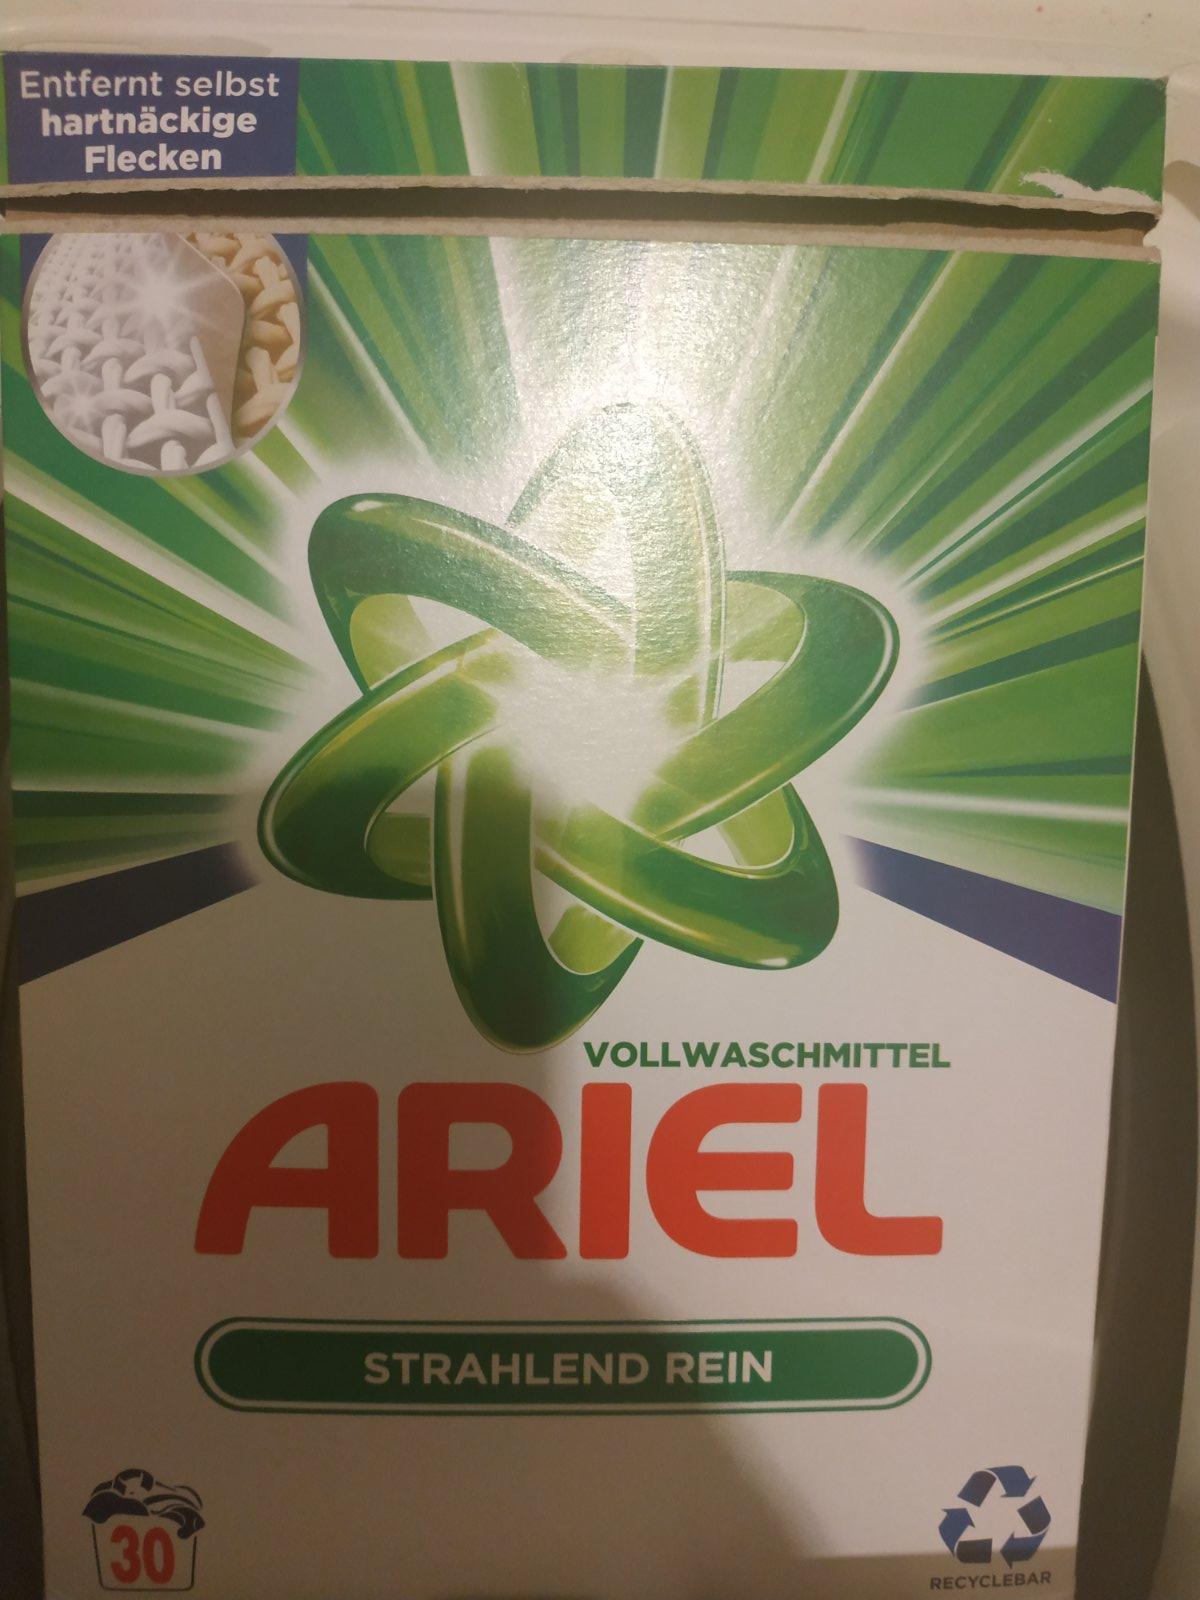 Entfernt selbst
hartnäckige
Flecken
VOLLWASCHMITTEL
ARIEL
STRAHLEND REIN
30
RECYCLEBAR